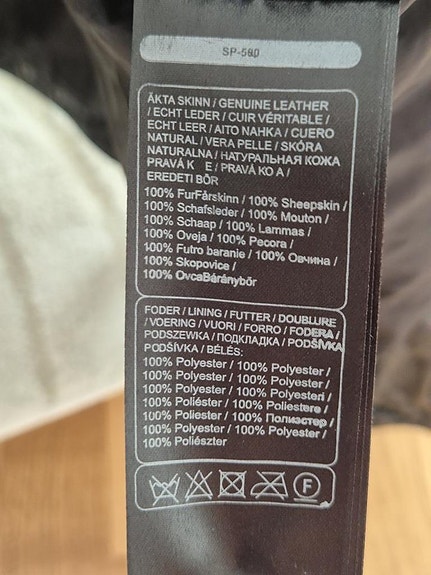 SP-580
ÄKTA SKINN / GENUINE LEATHER
/ ECHT LEDER / CUIR VÉRITABLE /
ECHT LEER / AITO NAHKA / CUERO
NATURAL / VERA PELLE / SKÓRA
NATURALNA / НАТУРАЛЬНАЯ КОЖА
PRAVÁ K E / PRAVÁ KO A /
EREDETI BŐR
100% FurFårskinn / 100% Sheepskin /
100% Schafsleder / 100% Mouton /
100% Schaap / 100% Lammas /
100% Oveja / 100% Pecora /
100% Futro baranie / 100% Овчина /
100% Skopovice /
100% OvcaBáránybőr
FODER / LINING / FUTTER / DOUBLURE
/ VOERING / VUORI / FORRO / FODERA /
PODSZEWKA / ПОДКЛАДКА / PODŠÍVKA
PODŠÍVKA / BÉLÉS:
100% Polyester / 100% Polyester /
100% Polyester / 100% Polyester /
100% Polyester / 100% Polyesteri /
100% Poliéster / 100% Poliestere /
100% Poliester / 100% Полиэстер /
100% Polyester / 100% Polyester /
100% Poliészter
F